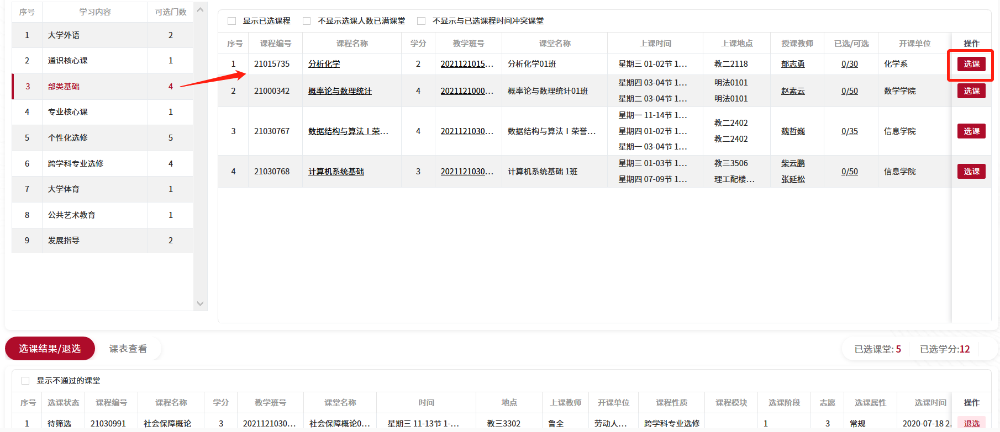 序号 学习内容 可选门数
1 大学外语 2
2 通识核心课 1
3 部类基础 4
4 专业核心课 1
5 个性化选修 5
6 跨学科专业选修 4
7 大学体育 1
8 公共艺术教育 1
9 发展指导 2
显示已选课程 不显示选课人数已满课堂 不显示与已选课程时间冲突课堂
序号 课程编号 课程名称 学分 教学班号 课堂名称 上课时间 上课地点 授课教师 已选/可选 开课单位 操作
1 21015735 分析化学 2 2021121015... 分析化学01班 星期三 01-02节 1... 教二2118 郁志勇 0/30 化学系 选课
2 21000342 概率论与数理统计 4 2021121000... 概率论与数理统计01班 星期四 03-04节 1... 明法0101 赵素云 0/50 数学学院 选课
星期二 03-04节 1... 明法0101
3 21030767 数据结构与算法 I 荣... 4 2021121030... 数据结构与算法 I 荣誉... 星期一 11-14节 1... 教二2402 魏哲巍 0/35 信息学院 选课
星期四 01-02节 1... 教二2402
星期一 03-04节 1...
4 21030768 计算机系统基础 3 2021121030... 计算机系统基础 1班 星期三 01-03节 1... 教三3506 柴云鹏 0/50 信息学院 选课
星期四 07-09节 1... 理工配楼... 张延松
选课结果/退选 课表查看 已选课堂: 5 已选学分:12
显示不通过的课堂
序号 选课状态 课程编号 课程名称 学分 教学班号 课堂名称 时间 地点 上课教师 开课单位 课程性质 课程模块 选课阶段 志愿 选课属性 选课时间 操作
1 待筛选 21030991 社会保障概论 3 2021121030... 社会保障概论0... 星期三 11-13节 1-... 教三3302 鲁全 劳动人... 跨学科专业选修 1 3 常规 2020-07-18 2. 退选